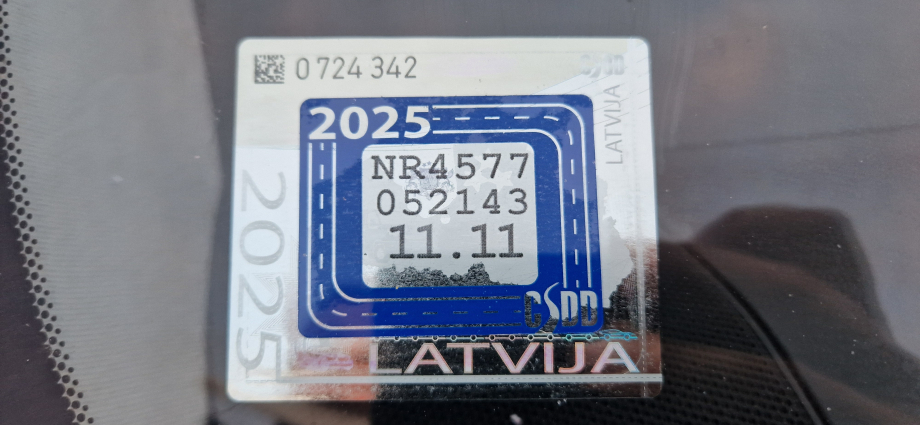 0 724 342
CSDD
LATVIJA
2025
NR4577
052143
11.11
2025
CSDD
LATVIJA